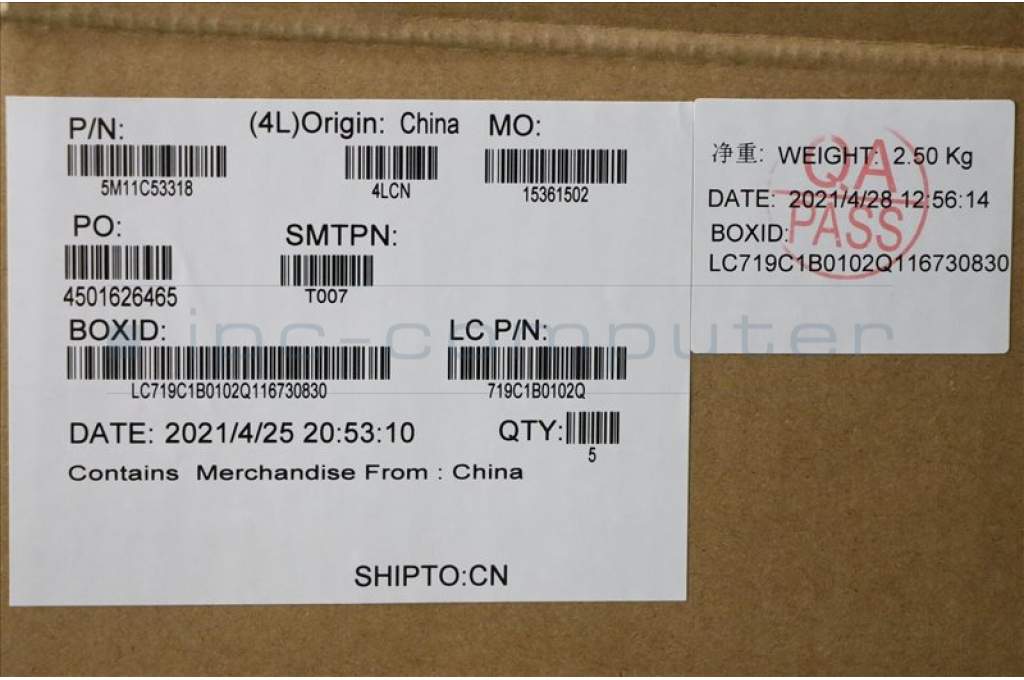 P/N: (4L)Origin: China MO:
5M11C53318 4LCN 15361502
PO: SMTPN:
4501626465 T007
BOXID: LC P/N:
LC719C1B0102Q116730830 719C1B0102Q
DATE: 2021/4/25 20:53:10 QTY:
5
Contains Merchandise From : China
SHIPTO:CN
净重: WEIGHT: 2.50 Kg
DATE: 2021/4/28 12:56:14
BOXID:
LC719C1B0102Q116730830
QA
PASS
ipc-computer